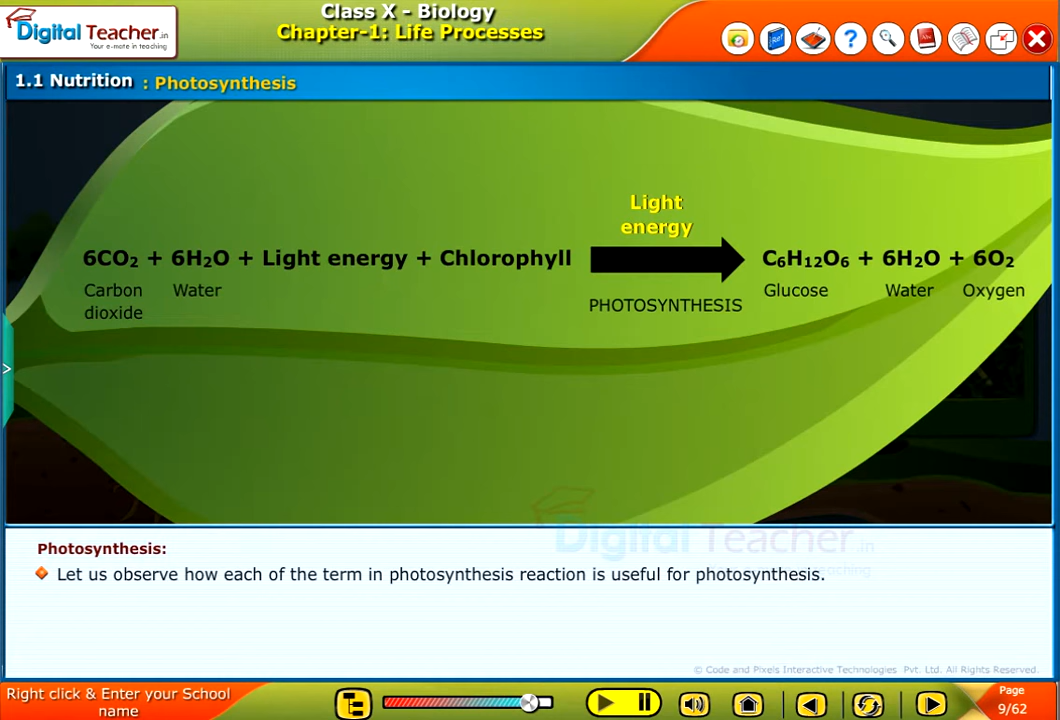 Digital Teacher.in
Your e-mate in teaching
Class X - Biology
Chapter-1: Life Processes
1.1 Nutrition : Photosynthesis
Light
energy
6CO₂ + 6H₂O + Light energy + Chlorophyll C₆H₁₂O₆ + 6H₂O + 6O₂
Carbon Water PHOTOSYNTHESIS Glucose Water Oxygen
dioxide
>
Digital Teacher.in
Photosynthesis:
Let us observe how each of the term in photosynthesis reaction is useful for photosynthesis.
© Code and Pixels Interactive Technologies. Pvt. Ltd. All Rights Reserved.
Right click & Enter your School
name
Page
9/62